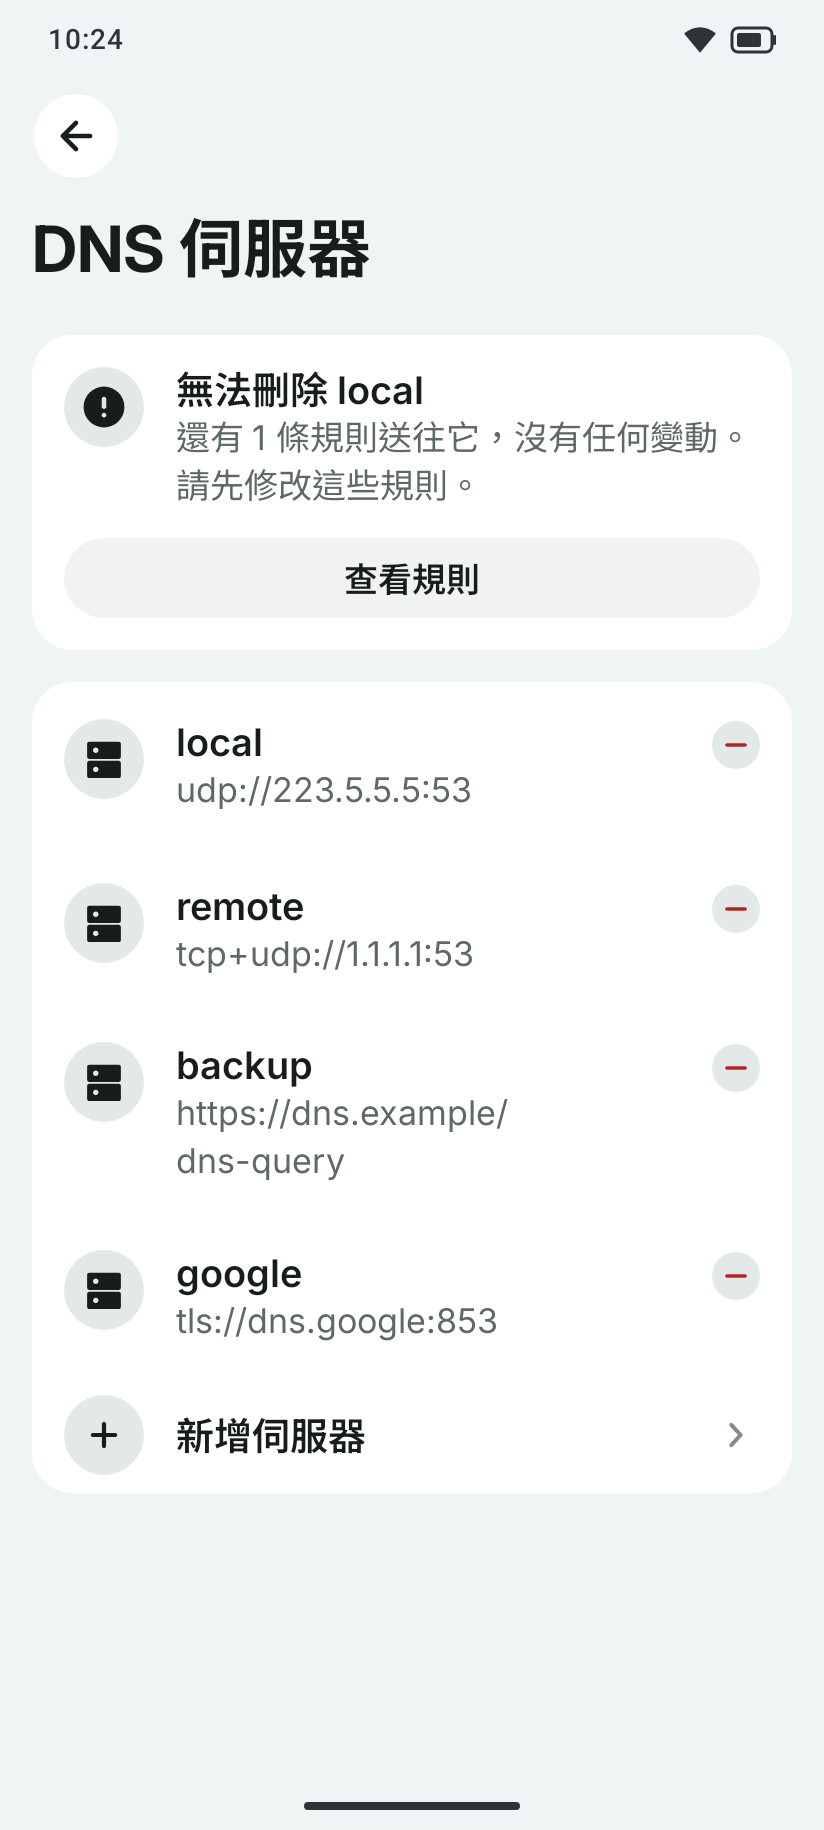 10:24
DNS 伺服器
無法刪除 local
還有 1 條規則送往它，沒有任何變動。
請先修改這些規則。
查看規則
local
udp://223.5.5.5:53
remote
tcp+udp://1.1.1.1:53
backup
https://dns.example/
dns-query
google
tls://dns.google:853
新增伺服器